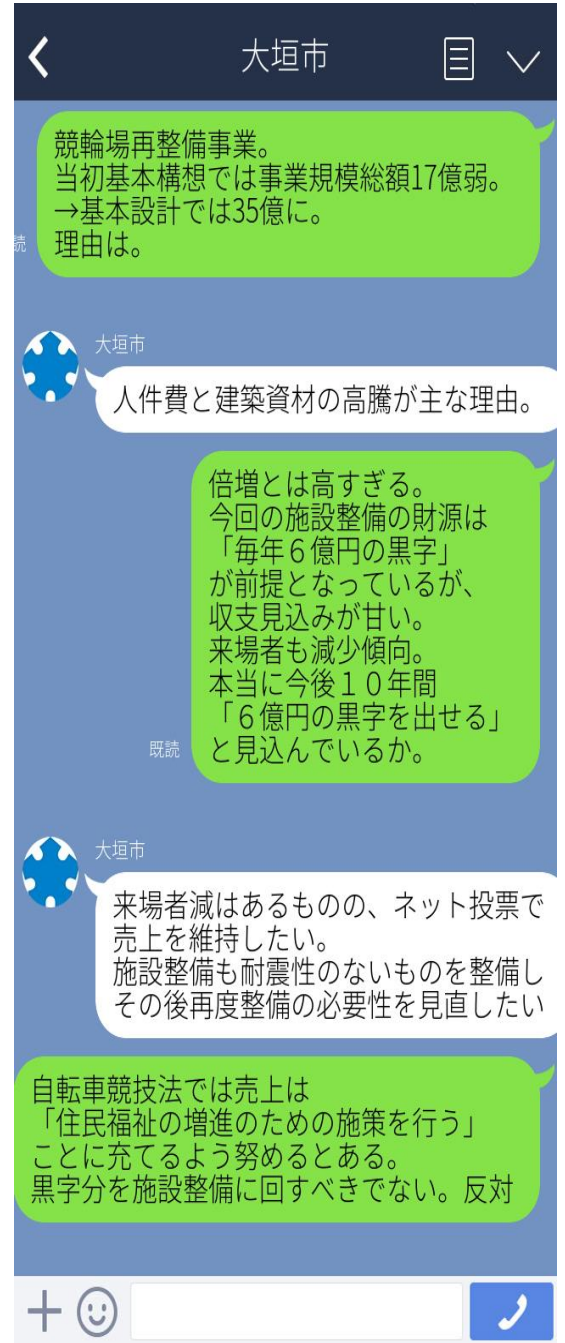 大垣市
競輪場再整備事業。
当初基本構想では事業規模総額17億弱。
→基本設計では35億に。
理由は。
読
大垣市
人件費と建築資材の高騰が主な理由。
倍増とは高すぎる。
今回の施設整備の財源は
「毎年６億円の黒字」
が前提となっているが、
収支見込みが甘い。
来場者も減少傾向。
本当に今後１０年間
「６億円の黒字を出せる」
と見込んでいるか。
既読
大垣市
来場者減はあるものの、ネット投票で
売上を維持したい。
施設整備も耐震性のないものを整備し
その後再度整備の必要性を見直したい
自転車競技法では売上は
「住民福祉の増進のための施策を行う」
ことに充てるよう努めるとある。
黒字分を施設整備に回すべきでない。反対